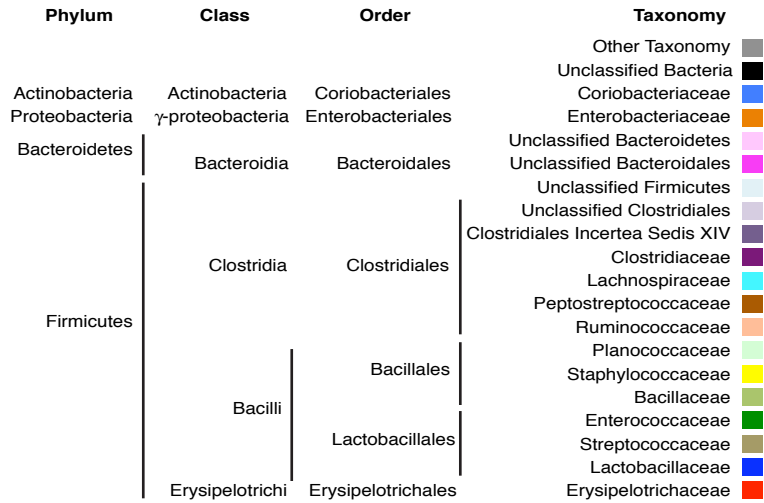 Phylum Class Order Taxonomy
Other Taxonomy
Unclassified Bacteria
Actinobacteria Actinobacteria Coriobacteriales Coriobacteriaceae
Proteobacteria γ-proteobacteria Enterobacteriales Enterobacteriaceae
Bacteroidetes Unclassified Bacteroidetes
Bacteroidia Bacteroidales Unclassified Bacteroidales
Unclassified Firmicutes
Unclassified Clostridiales
Clostridiales Incertea Sedis XIV
Clostridia Clostridiales Clostridiaceae
Lachnospiraceae
Firmicutes Peptostreptococcaceae
Ruminococcaceae
Planococcaceae
Bacillales Staphylococcaceae
Bacillaceae
Bacilli Enterococcaceae
Lactobacillales Streptococcaceae
Lactobacillaceae
Erysipelotrichi Erysipelotrichales Erysipelotrichaceae